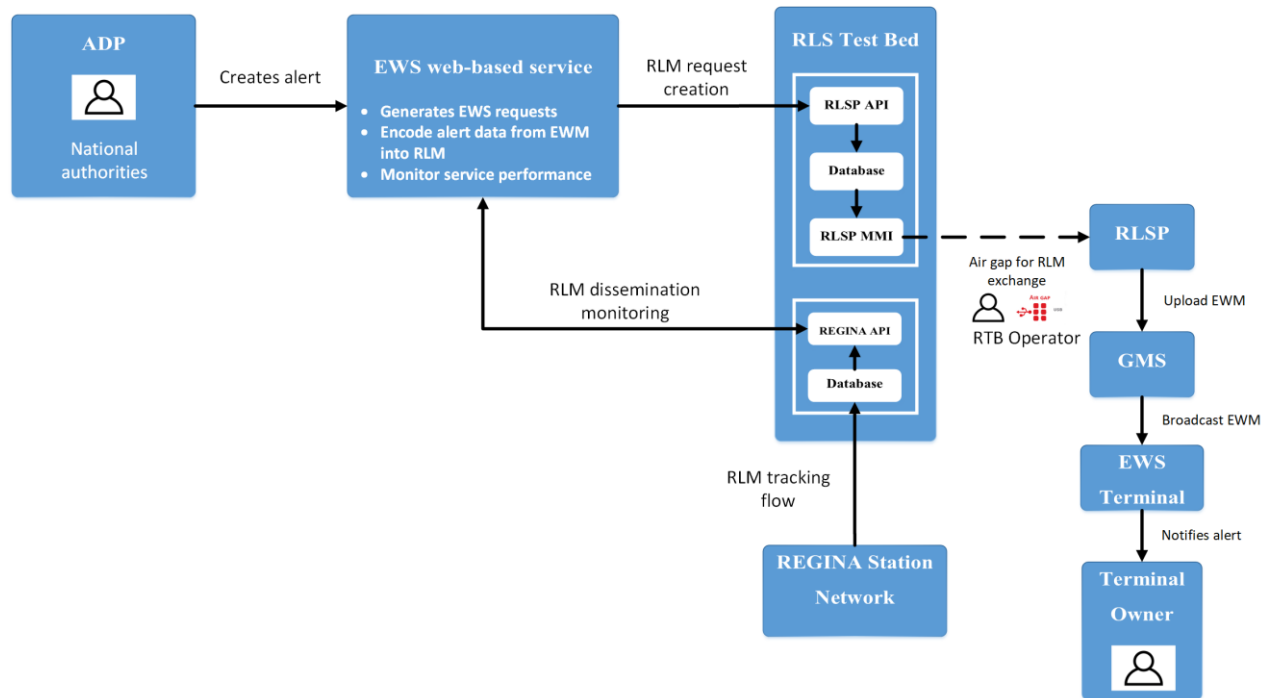 ADP
National
authorities
Creates alert
EWS web-based service
• Generates EWS requests
• Encode alert data from EWM
into RLM
• Monitor service performance
RLM request
creation
RLS Test Bed
RLSP API
Database
RLSP MMI
RLM dissemination
monitoring
REGINA API
Database
RLM tracking
flow
REGINA Station
Network
Air gap for RLM
exchange
AIR GAP
USB
RTB Operator
RLSP
Upload EWM
GMS
Broadcast EWM
EWS
Terminal
Notifies alert
Terminal
Owner